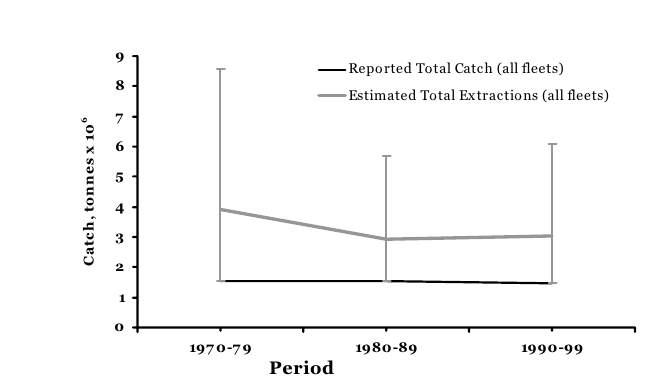 9
8
7
6
5
4
3
2
1
0
Catch, tonnes x 10⁶
Reported Total Catch (all fleets)
Estimated Total Extractions (all fleets)
1970-79 1980-89 1990-99
Period